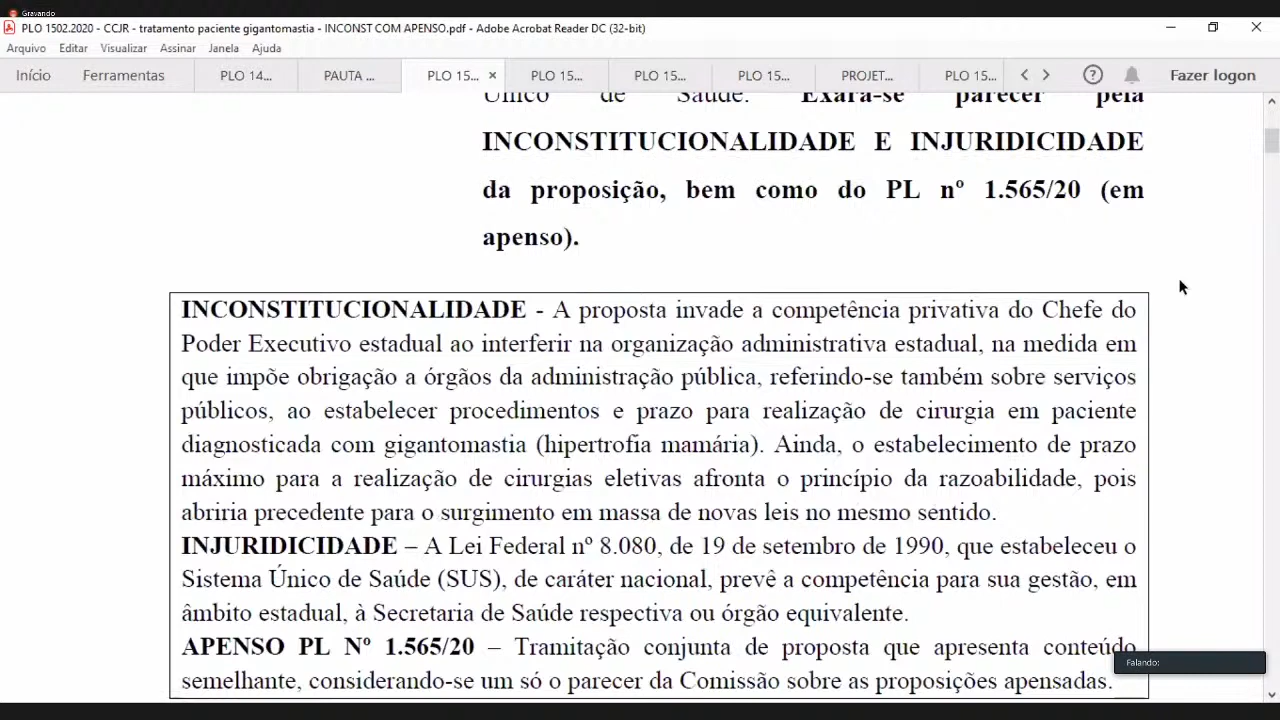 Gravando
PLO 1502.2020 - CCJR - tratamento paciente gigantomastia - INCONST COM APENSO.pdf - Adobe Acrobat Reader DC (32-bit)
Arquivo Editar Visualizar Assinar Janela Ajuda
Início Ferramentas PLO 14... PAUTA ... PLO 15... × PLO 15... PLO 15... PLO 15... PROJET... PLO 15... Fazer logon
Único de Saúde. Exara-se parecer pela
INCONSTITUCIONALIDADE E INJURIDICIDADE
da proposição, bem como do PL nº 1.565/20 (em
apenso).
INCONSTITUCIONALIDADE - A proposta invade a competência privativa do Chefe do
Poder Executivo estadual ao interferir na organização administrativa estadual, na medida em
que impõe obrigação a órgãos da administração pública, referindo-se também sobre serviços
públicos, ao estabelecer procedimentos e prazo para realização de cirurgia em paciente
diagnosticada com gigantomastia (hipertrofia mamária). Ainda, o estabelecimento de prazo
máximo para a realização de cirurgias eletivas afronta o princípio da razoabilidade, pois
abriria precedente para o surgimento em massa de novas leis no mesmo sentido.
INJURIDICIDADE – A Lei Federal nº 8.080, de 19 de setembro de 1990, que estabeleceu o
Sistema Único de Saúde (SUS), de caráter nacional, prevê a competência para sua gestão, em
âmbito estadual, à Secretaria de Saúde respectiva ou órgão equivalente.
APENSO PL Nº 1.565/20 – Tramitação conjunta de proposta que apresenta conteúdo
semelhante, considerando-se um só o parecer da Comissão sobre as proposições apensadas.
Falando: